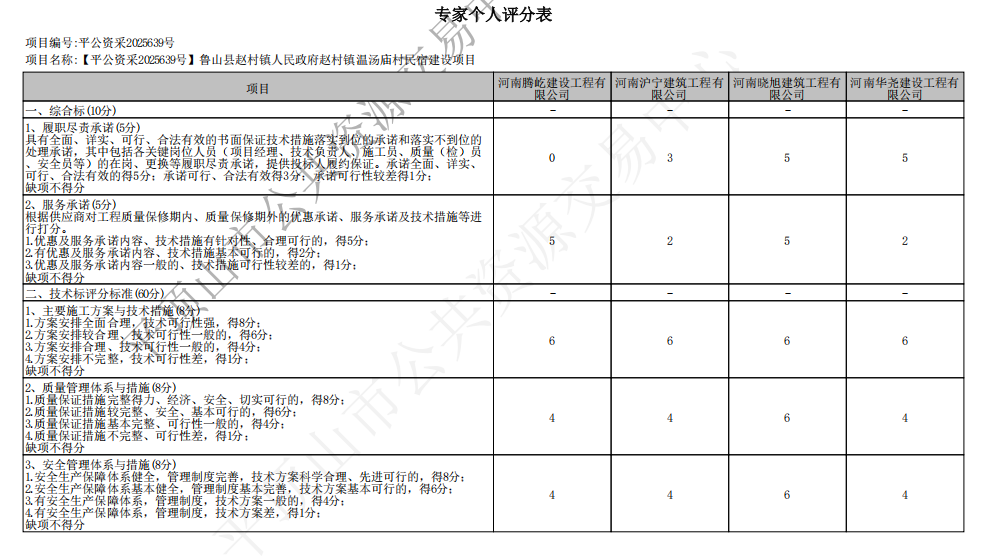 专家个人评分表
项目编号:平公资采2025639号
项目名称:【平公资采2025639号】鲁山县赵村镇人民政府赵村镇温汤庙村民宿建设项目
项目 河南腾屹建设工程有限公司 河南沪宁建筑工程有限公司 河南晓旭建筑工程有限公司 河南华尧建设工程有限公司
一、综合标(10分) - - - -
1、履职尽责承诺(5分)
具有全面、详实、可行、合法有效的书面保证技术措施落实到位的承诺和落实不到位的
处理承诺，其中包括各关键岗位人员（项目经理、技术负责人、施工员、质量（检）员
、安全员等）的在岗、更换等履职尽责承诺，提供投标人履约保证。承诺全面、详实、
可行、合法有效的得5分；承诺可行、合法有效得3分；承诺可行性较差得1分；
缺项不得分
0 3 5 5
2、服务承诺(5分)
根据供应商对工程质量保修期内、质量保修期外的优惠承诺、服务承诺及技术措施等进
行打分。
1.优惠及服务承诺内容、技术措施有针对性、合理可行的，得5分；
2.有优惠及服务承诺内容、技术措施基本可行的，得2分；
3.优惠及服务承诺内容一般的、技术措施可行性较差的，得1分；
缺项不得分
5 2 5 2
二、技术标评分标准(60分) - - - -
1、主要施工方案与技术措施(8分)
1.方案安排全面合理，技术可行性强，得8分；
2.方案安排较合理、技术可行性一般的，得6分；
3.方案安排合理、技术可行性一般的，得4分；
4.方案安排不完整，技术可行性差，得1分；
缺项不得分
6 6 6 6
2、质量管理体系与措施(8分)
1.质量保证措施完整得力、经济、安全、切实可行的，得8分；
2.质量保证措施较完整、安全、基本可行的，得6分；
3.质量保证措施基本完整、可行性一般的，得4分；
4.质量保证措施不完整、可行性差，得1分；
缺项不得分
4 4 6 4
3、安全管理体系与措施(8分)
1.安全生产保障体系健全，管理制度完善，技术方案科学合理、先进可行的，得8分；
2.安全生产保障体系基本健全，管理制度基本完善，技术方案基本可行的，得6分；
3.有安全生产保障体系，管理制度，技术方案一般的，得4分；
4.有安全生产保障体系，管理制度，技术方案差，得1分；
缺项不得分
4 4 6 4
平顶山市公共资源交易中心
平顶山市公共资源交易中心